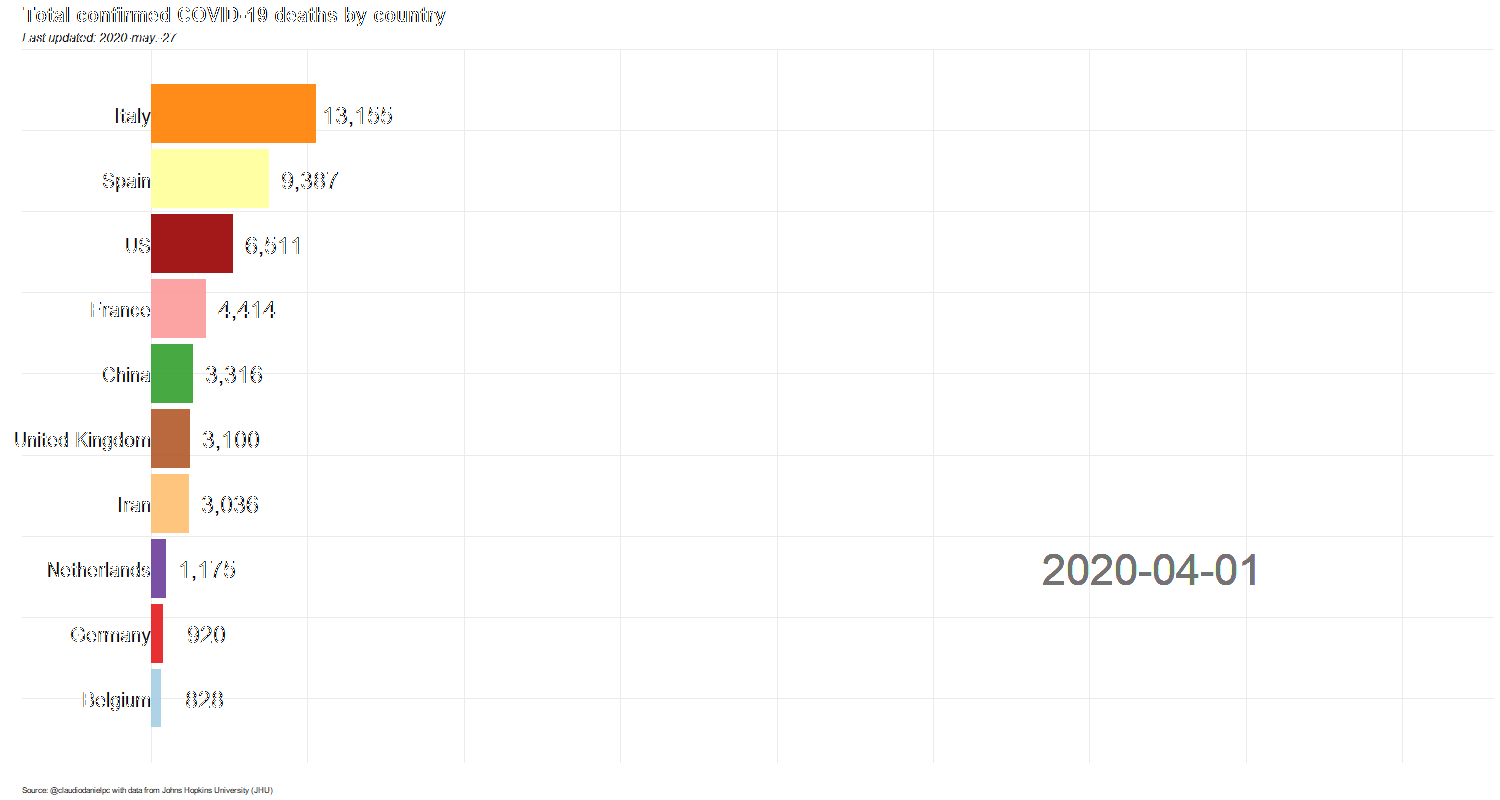 Total confirmed COVID-19 deaths by country
Last updated: 2020-may.-27
Italy 13,155
Spain 9,387
US 6,511
France 4,414
China 3,316
United Kingdom 3,100
Iran 3,036
Netherlands 1,175
2020-04-01
Germany 920
Belgium 828
Source: @claudiodanielpc with data from Johns Hopkins University (JHU)